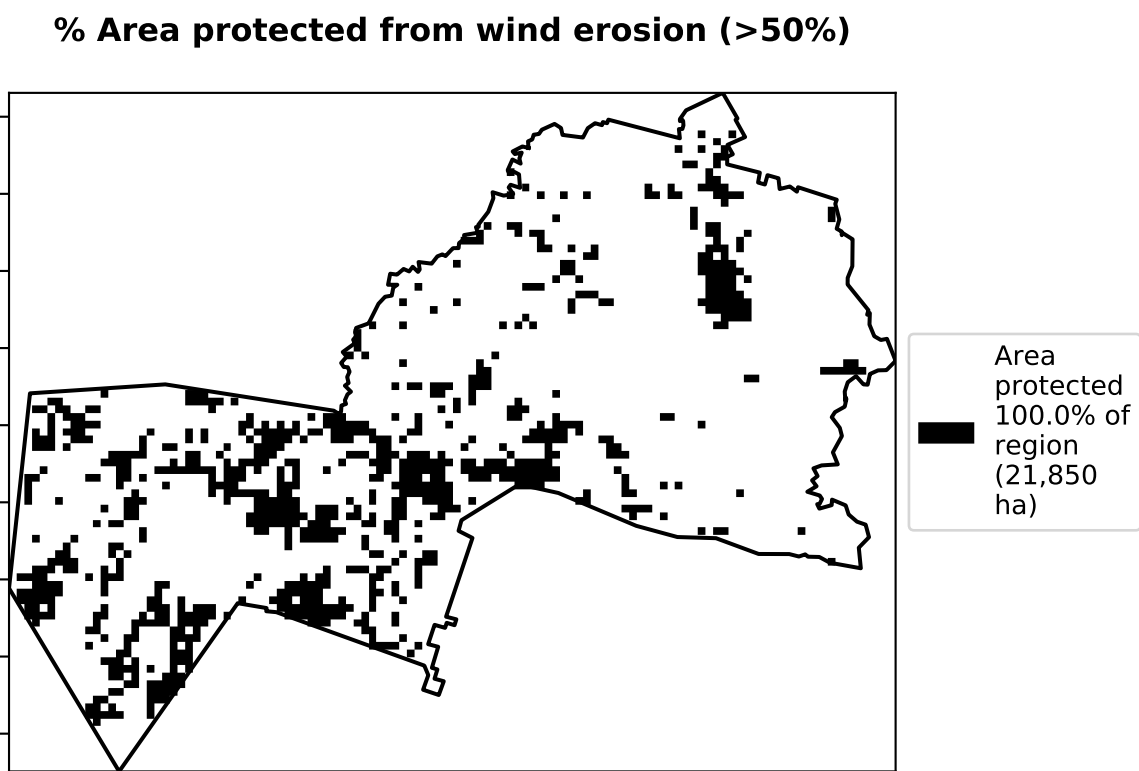 % Area protected from wind erosion (>50%)
Area
protected
100.0% of
region
(21,850
ha)